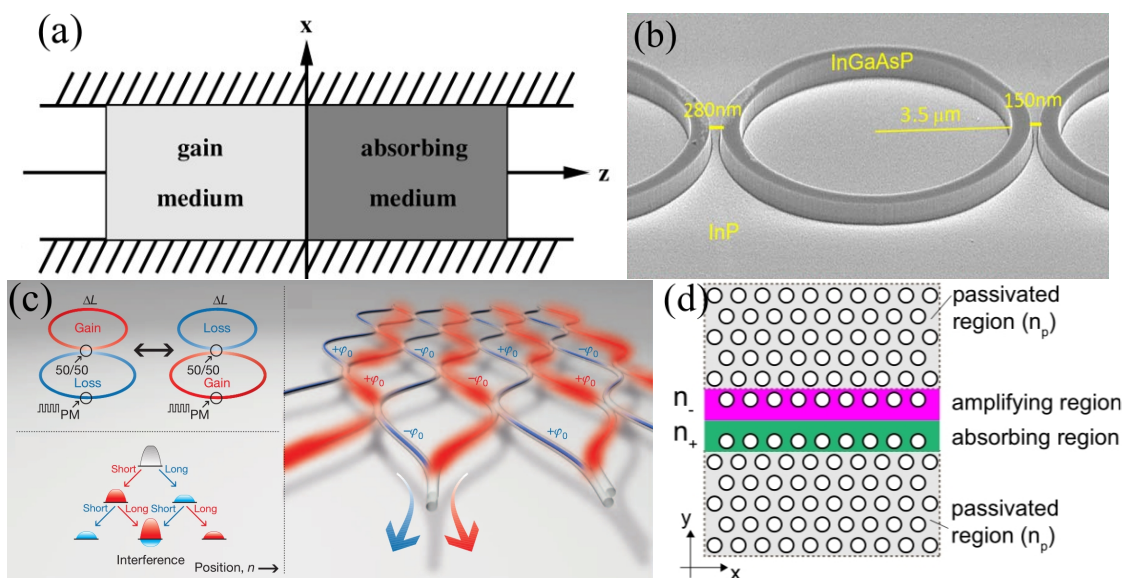 (a)
x
gain
medium
absorbing
medium
z
(b)
InGaAsP
280nm
150nm
3.5 μm
InP
(c)
ΔL
ΔL
Gain
Loss
50/50
50/50
Loss
Gain
PM
PM
Short
Long
Short
Long
Short
Long
Interference
Position, n
+φ0
−φ0
−φ0
+φ0
+φ0
−φ0
−φ0
+φ0
(d)
passivated
region (np)
n-
amplifying region
n+
absorbing region
passivated
region (np)
y
x